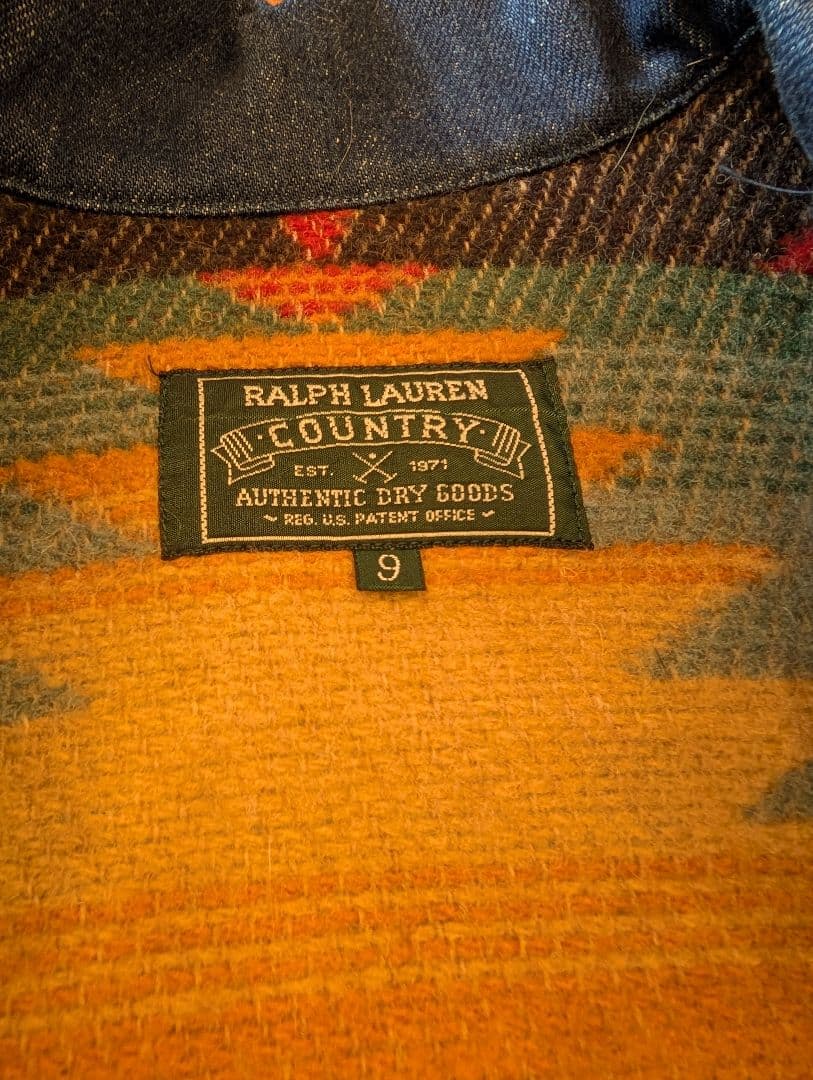 RALPH LAUREN
·COUNTRY·
EST. 1971
AUTHENTIC DRY GOODS
~ REG. U.S. PATENT OFFICE ~
9